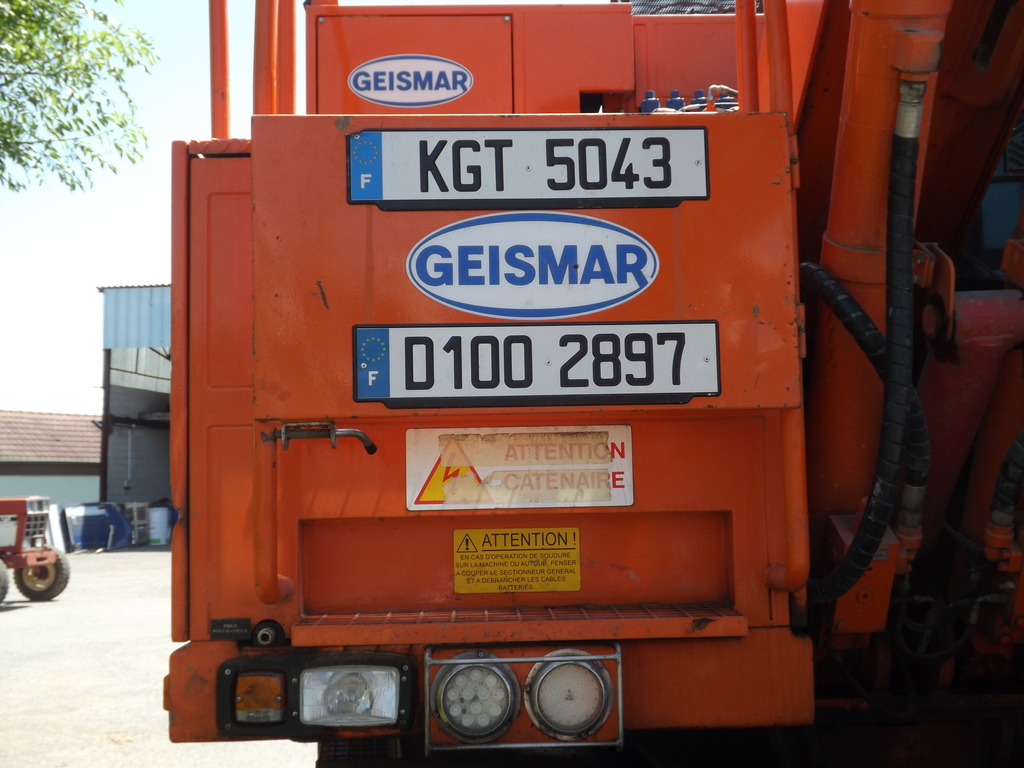 GEISMAR
KGT 5043
F
GEISMAR
D100 2897
F
ATTENTION
CATENAIRE
ATTENTION !
EN CAS D'OPERATION DE SOUDURE
SUR LA MACHINE OU AUTOUR, PENSER
A COUPER LE SECTIONNEUR GENERAL
ET A DEBRANCHER LES CABLES
BATTERIES